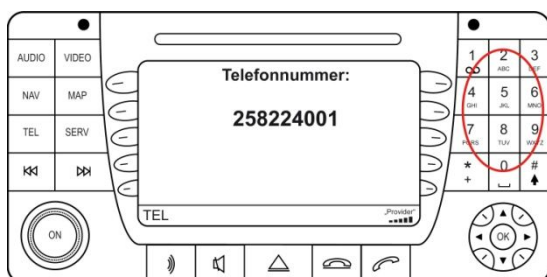 AUDIO VIDEO
NAV MAP
TEL SERV
ON
Telefonnummer:
258224001
TEL „Provider“
1 2 ABC 3 DEF
4 GHI 5 JKL 6 MNO
7 PQRS 8 TUV 9 WXYZ
* + 0 #
OK